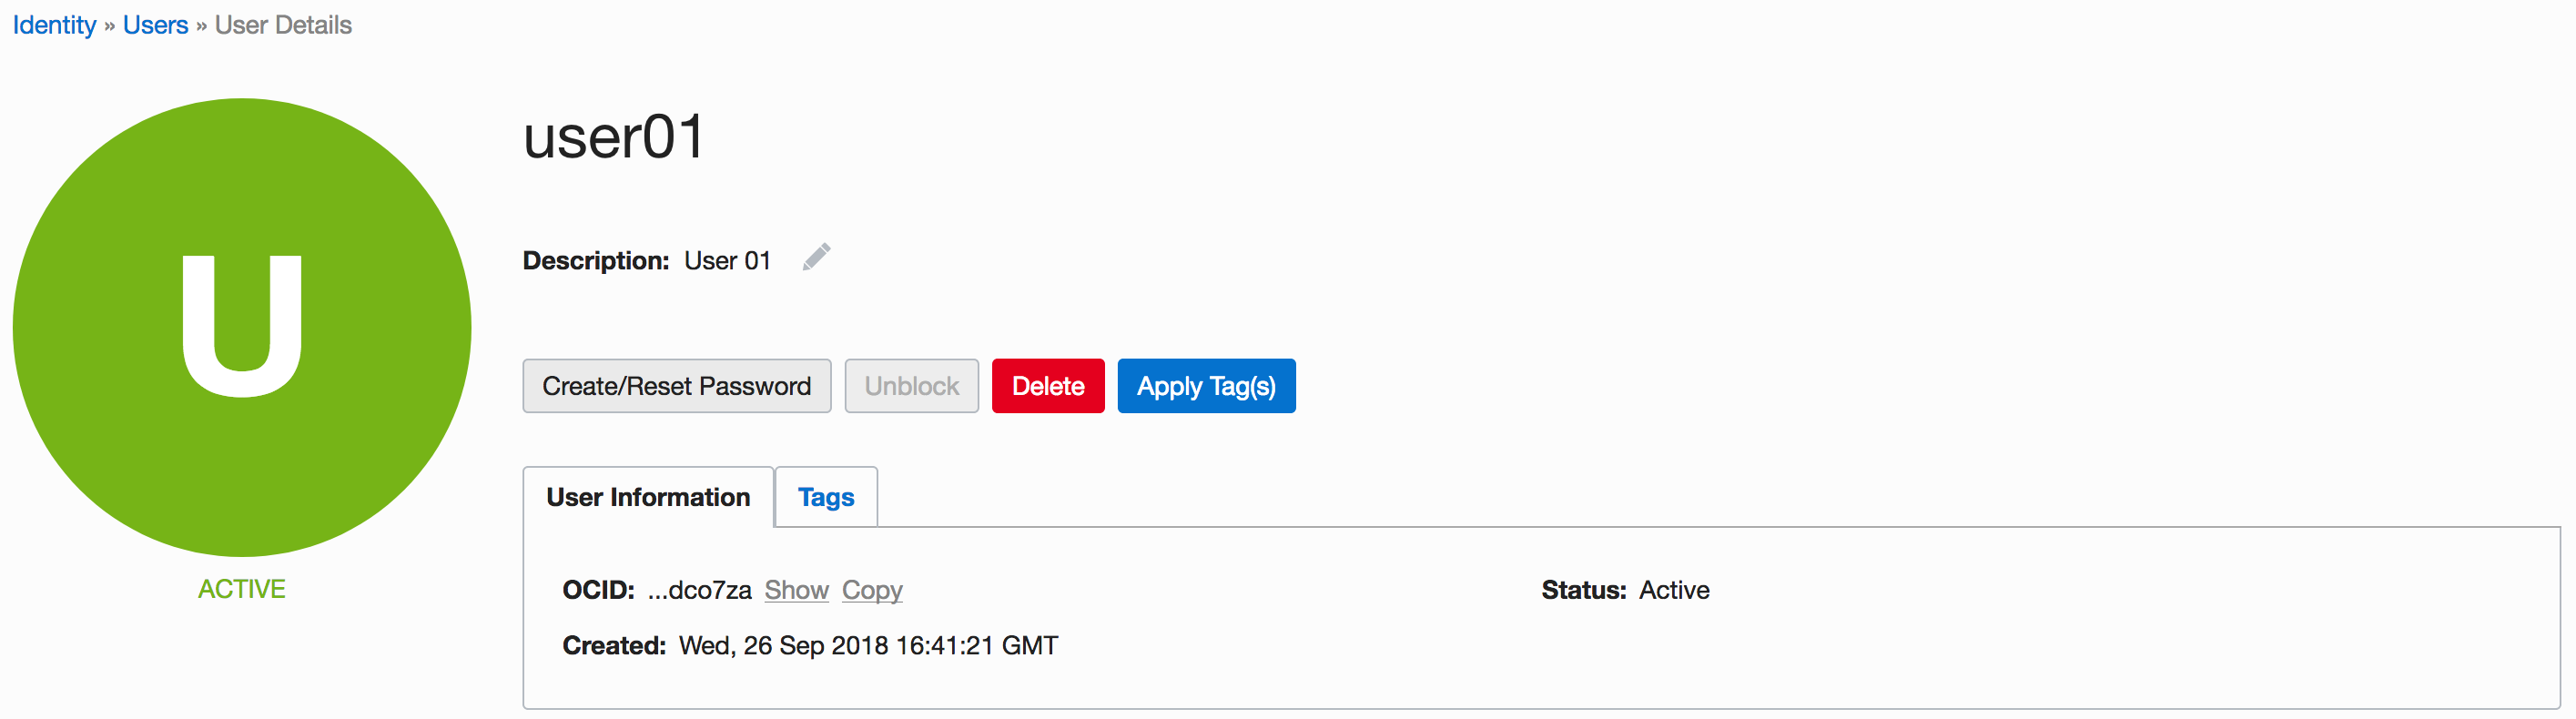 Identity » Users » User Details
user01
U
Description: User 01
Create/Reset Password Unblock Delete Apply Tag(s)
User Information Tags
ACTIVE
OCID: ...dco7za Show Copy Status: Active
Created: Wed, 26 Sep 2018 16:41:21 GMT